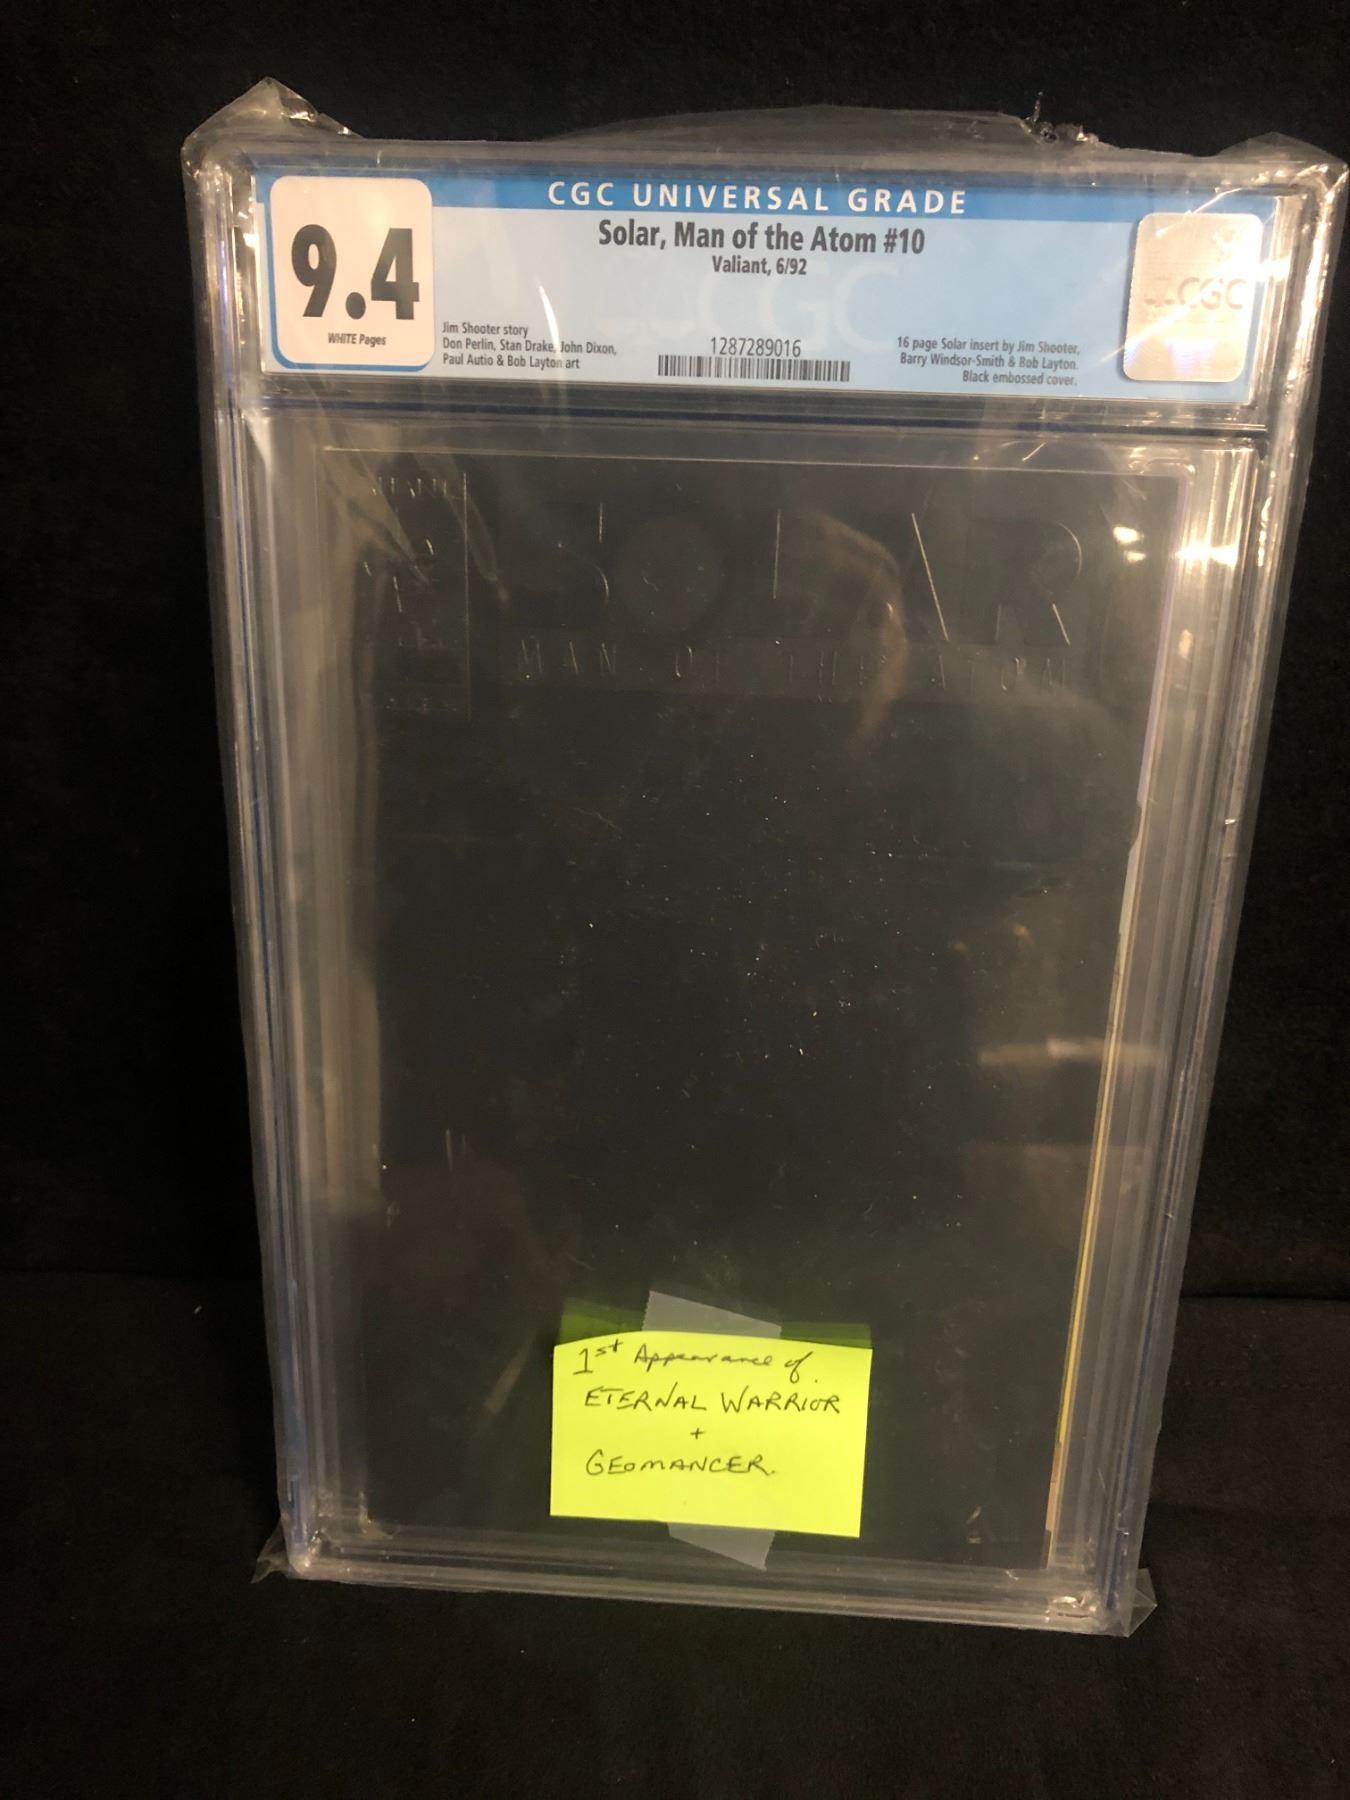 CGC UNIVERSAL GRADE
9.4
WHITE Pages
Solar, Man of the Atom #10
Valiant, 6/92
Jim Shooter story
Don Perlin, Stan Drake, John Dixon,
Paul Autio & Bob Layton art
1287289016
16 page Solar insert by Jim Shooter,
Barry Windsor-Smith & Bob Layton.
Black embossed cover.
CGC
CGC
SOLAR
MAN OF THE ATOM
1st Appearance of
ETERNAL WARRIOR
+
GEOMANCER.